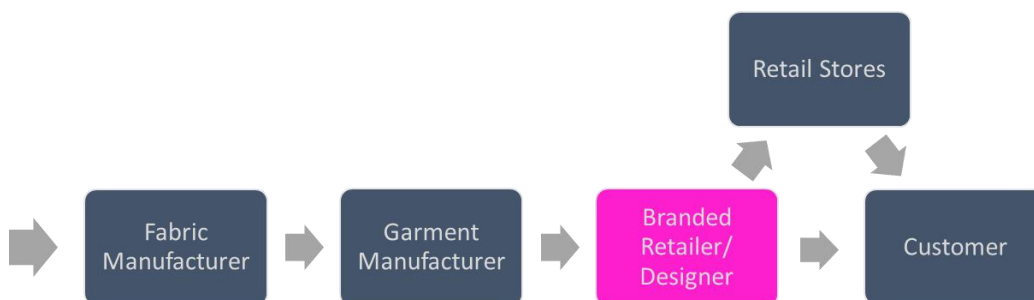 Retail Stores
Fabric
Manufacturer
Garment
Manufacturer
Branded
Retailer/
Designer
Customer